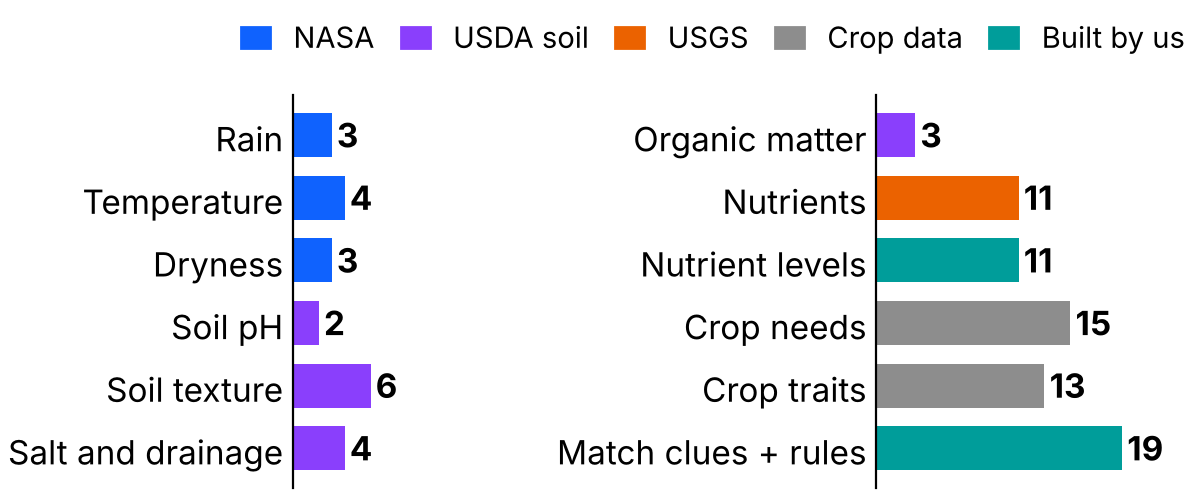 NASA USDA soil USGS Crop data Built by us
Rain 3
Temperature 4
Dryness 3
Soil pH 2
Soil texture 6
Salt and drainage 4
Organic matter 3
Nutrients 11
Nutrient levels 11
Crop needs 15
Crop traits 13
Match clues + rules 19